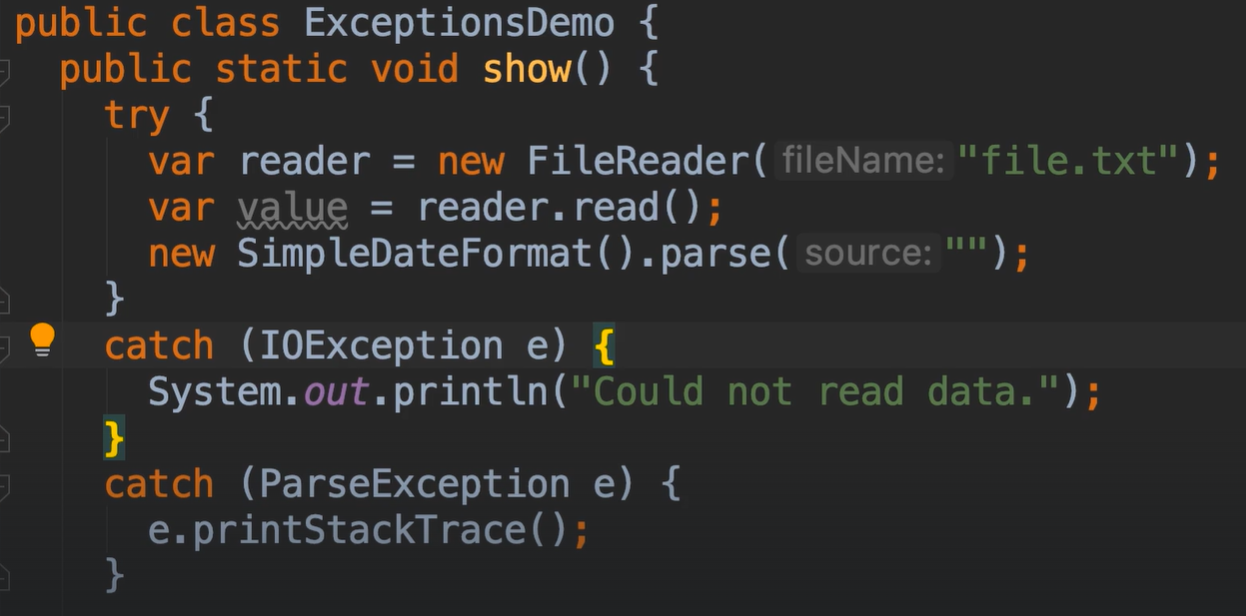 public class ExceptionsDemo {
public static void show() {
try {
var reader = new FileReader( fileName: "file.txt");
var value = reader.read();
new SimpleDateFormat().parse( source: "");
}
catch (IOException e) {
System.out.println("Could not read data.");
}
catch (ParseException e) {
e.printStackTrace();
}